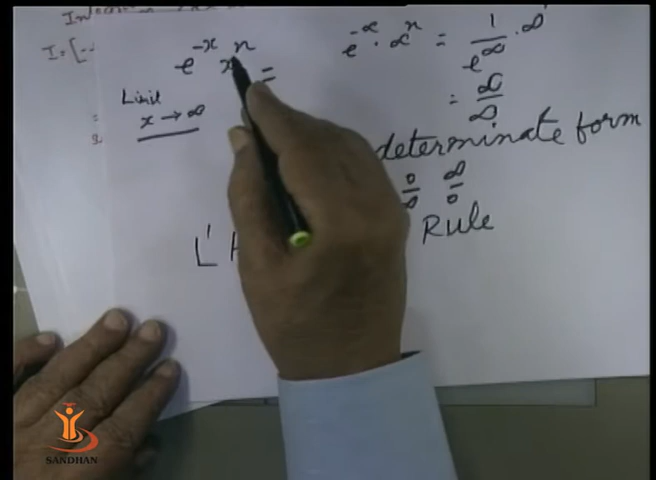 I = [--
e^{-x} x^n =
Limit
x → ∞
e^{-∞} · ∞^n = 1/e^∞ · ∞
= ∞/∞
determinate form
0/∞ ∞/0
L'H Rule
SANDHAN